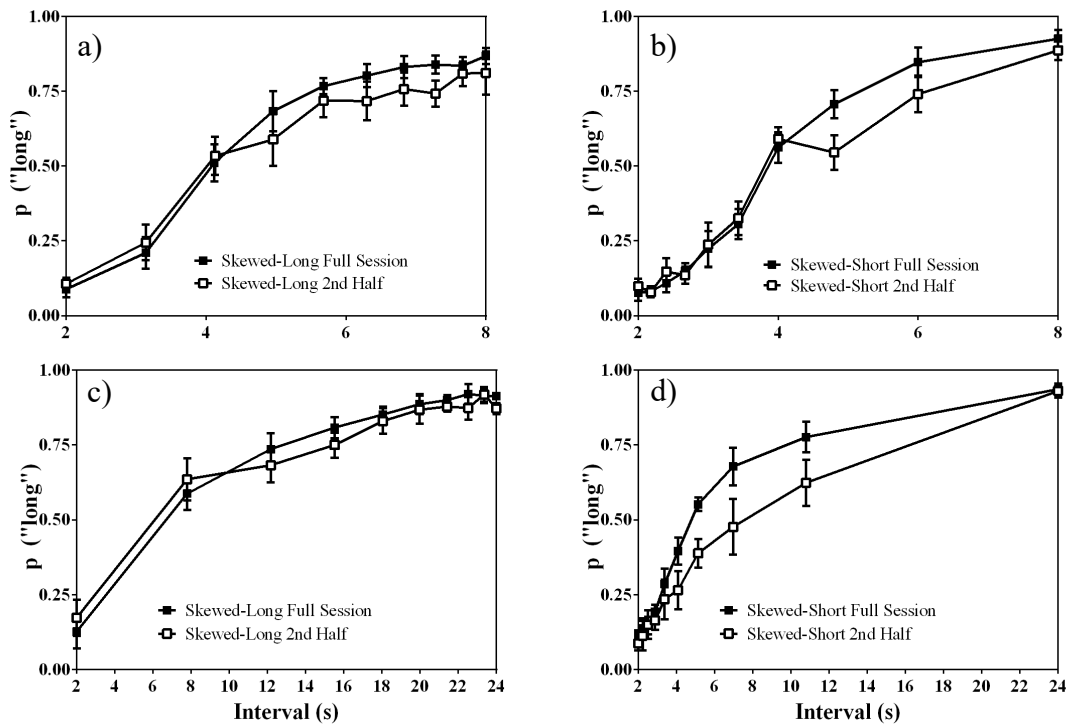 a)
1.00
0.75
0.50
0.25
0.00
p ("long")
Skewed-Long Full Session
Skewed-Long 2nd Half
2 4 6 8
b)
1.00
0.75
0.50
0.25
0.00
p ("long")
Skewed-Short Full Session
Skewed-Short 2nd Half
2 4 6 8
c)
1.00
0.75
0.50
0.25
0.00
p ("long")
Skewed-Long Full Session
Skewed-Long 2nd Half
2 4 6 8 10 12 14 16 18 20 22 24
Interval (s)
d)
1.00
0.75
0.50
0.25
0.00
p ("long")
Skewed-Short Full Session
Skewed-Short 2nd Half
2 4 6 8 10 12 14 16 18 20 22 24
Interval (s)